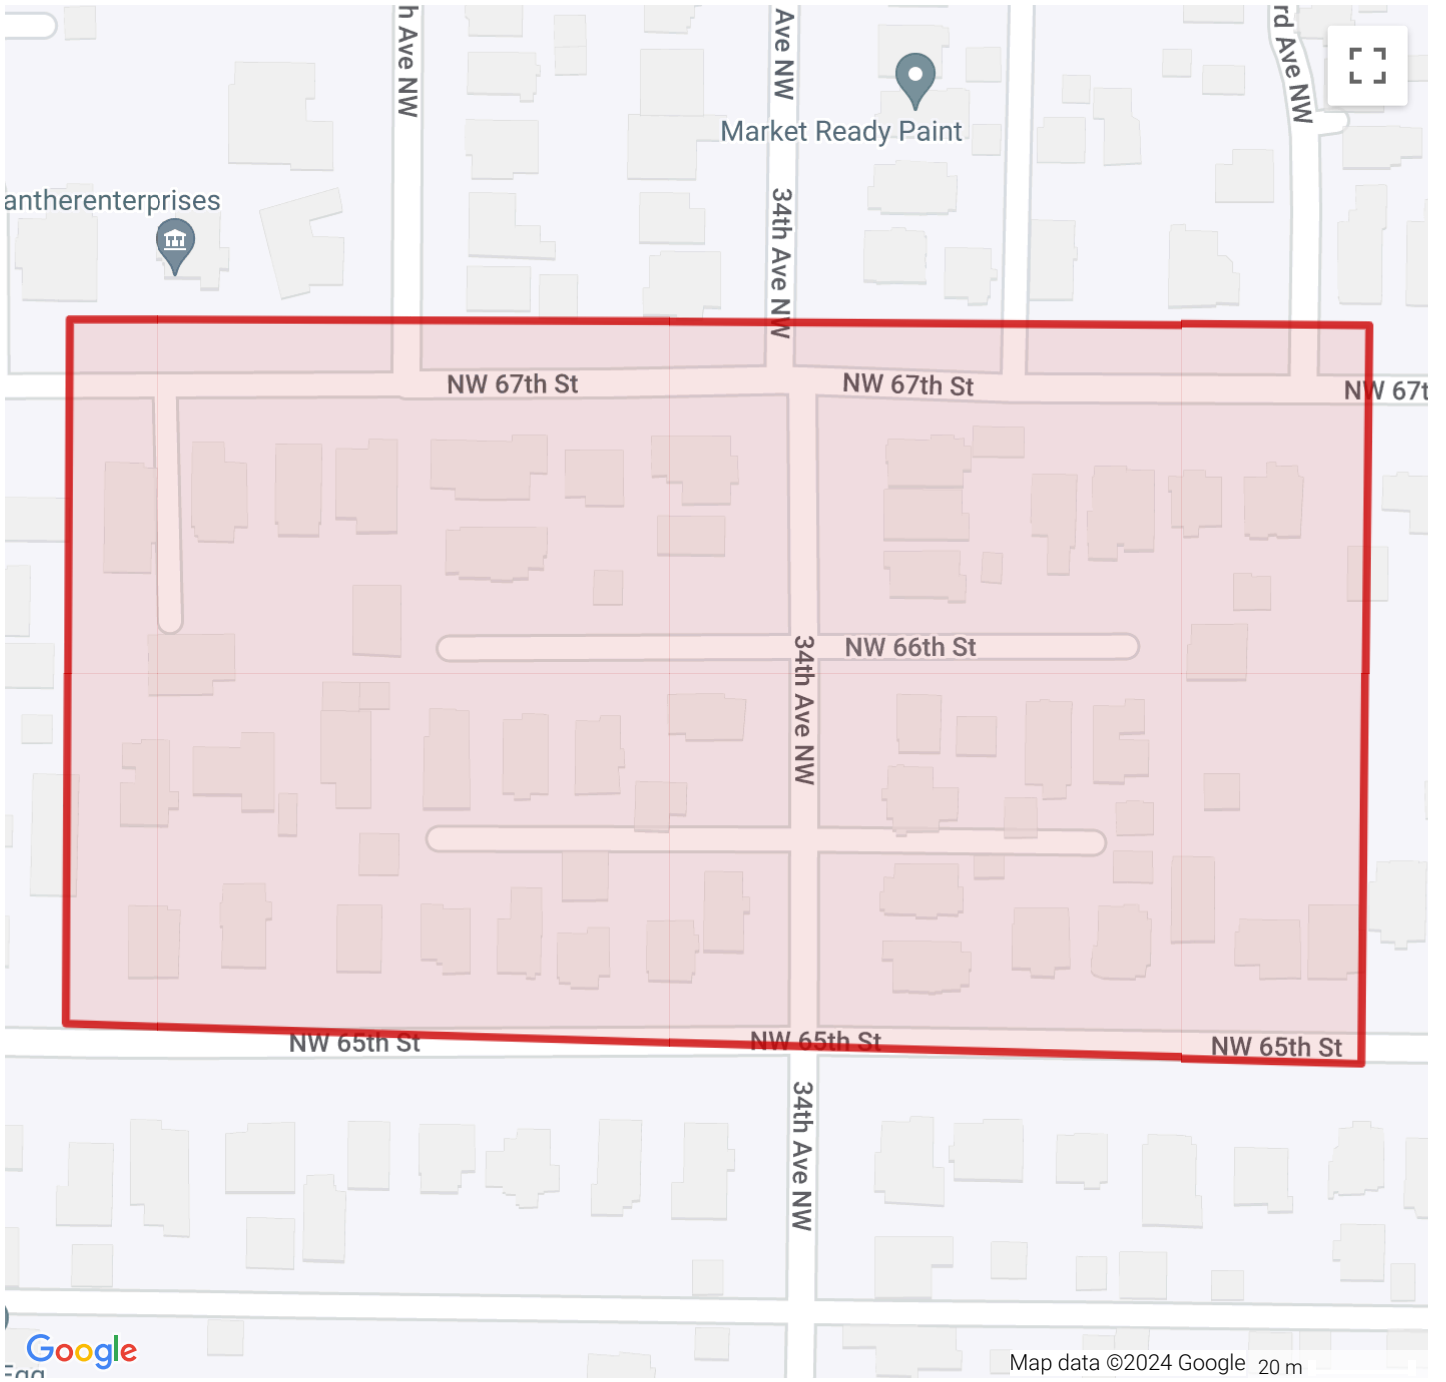 h Ave NW
Ave NW
rd Ave NW
Market Ready Paint
antherenterprises
34th Ave NW
NW 67th St
NW 67th St
NW 67t
NW 66th St
34th Ave NW
NW 65th St
NW 65th St
NW 65th St
34th Ave NW
Google
Egg
Map data ©2024 Google
20 m